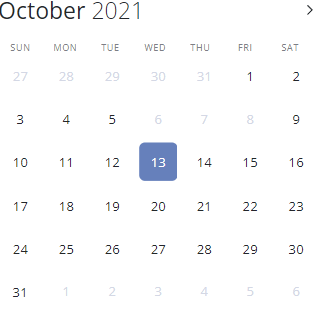 October 2021
SUN MON TUE WED THU FRI SAT
27 28 29 30 31 1 2
3 4 5 6 7 8 9
10 11 12 13 14 15 16
17 18 19 20 21 22 23
24 25 26 27 28 29 30
31 1 2 3 4 5 6